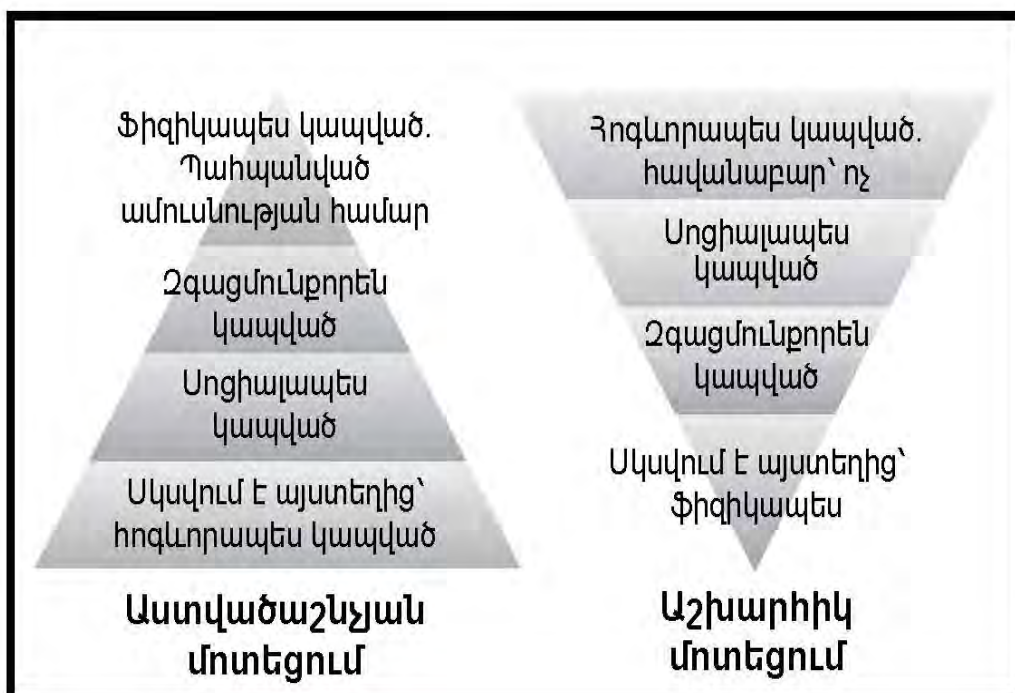 Ֆիզիկապես կապված.
Պահպանված
ամուսնության համար
Զգացմունքորեն
կապված
Սոցիալապես
կապված
Սկսվում է այստեղից՝
հոգևորապես կապված
Աստվածաշնչյան
մոտեցում
Հոգևորապես կապված.
հավանաբար՝ ոչ
Սոցիալապես
կապված
Զգացմունքորեն
կապված
Սկսվում է այստեղից՝
ֆիզիկապես
Աշխարհիկ
մոտեցում